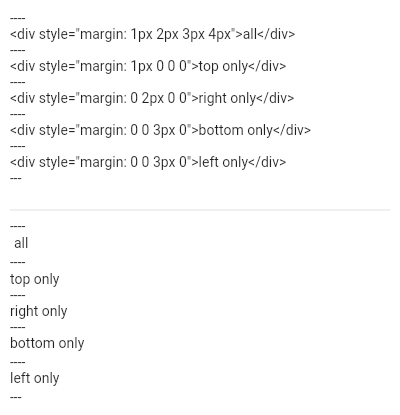 ----
<div style="margin: 1px 2px 3px 4px">all</div>
----
<div style="margin: 1px 0 0 0">top only</div>
----
<div style="margin: 0 2px 0 0">right only</div>
----
<div style="margin: 0 0 3px 0">bottom only</div>
----
<div style="margin: 0 0 3px 0">left only</div>
---
----
all
----
top only
----
right only
----
bottom only
----
left only
---